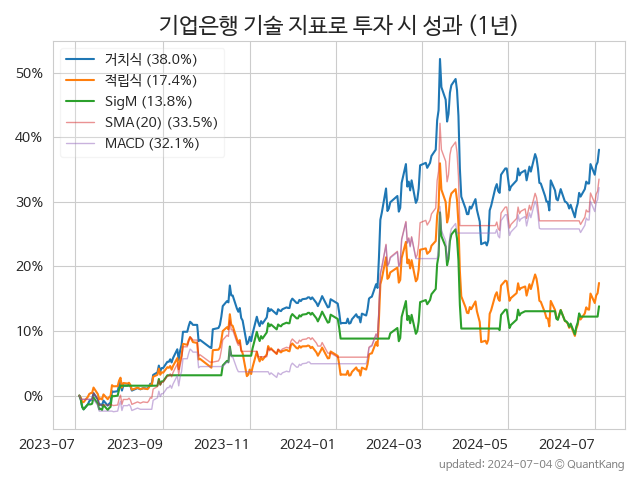 기업은행 기술 지표로 투자 시 성과 (1년)
거치식 (38.0%)
적립식 (17.4%)
SigM (13.8%)
SMA(20) (33.5%)
MACD (32.1%)
50%
40%
30%
20%
10%
0%
2023-07 2023-09 2023-11 2024-01 2024-03 2024-05 2024-07
updated: 2024-07-04 © QuantKang